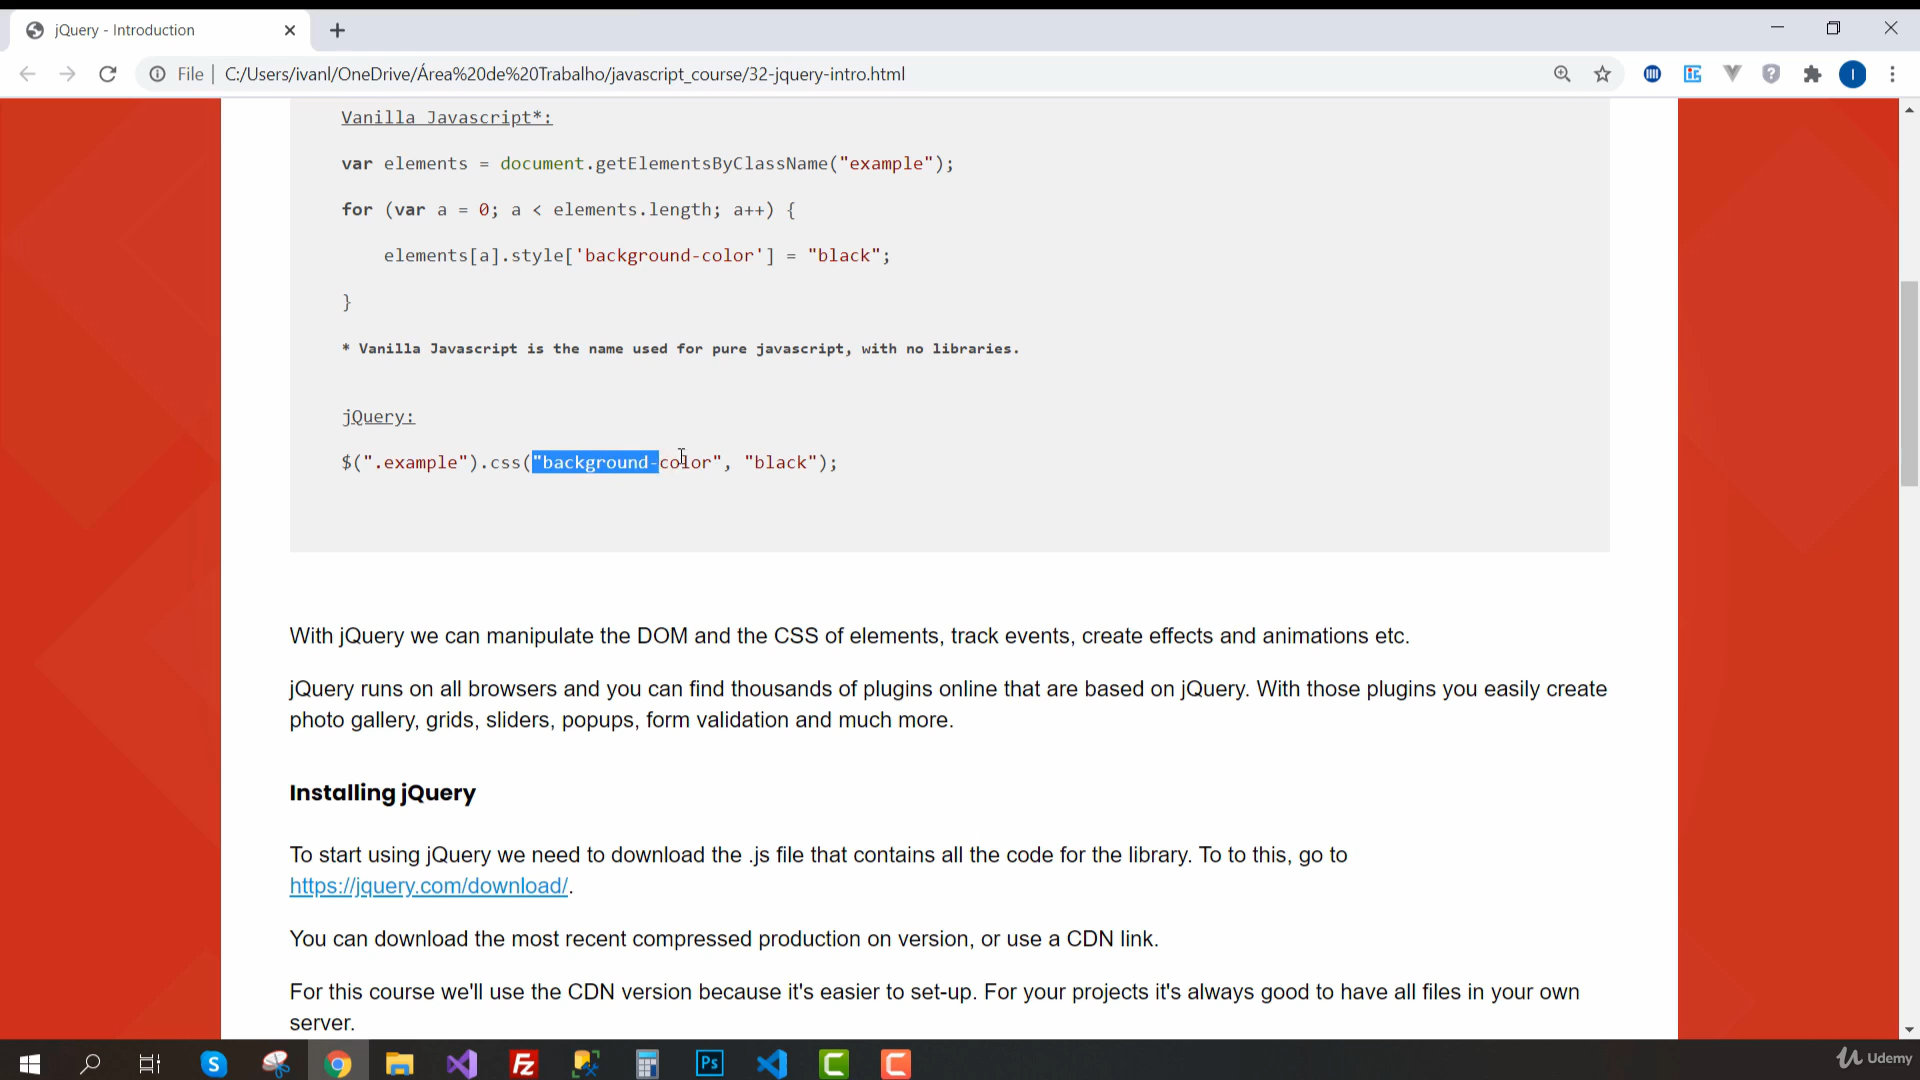 jQuery - Introduction
File | C:/Users/ivanl/OneDrive/Área%20de%20Trabalho/javascript_course/32-jquery-intro.html
I
Vanilla Javascript*:
var elements = document.getElementsByClassName("example");
for (var a = 0; a < elements.length; a++) {
elements[a].style['background-color'] = "black";
}
* Vanilla Javascript is the name used for pure javascript, with no libraries.
jQuery:
$(".example").css("background-color", "black");
With jQuery we can manipulate the DOM and the CSS of elements, track events, create effects and animations etc.
jQuery runs on all browsers and you can find thousands of plugins online that are based on jQuery. With those plugins you easily create
photo gallery, grids, sliders, popups, form validation and much more.
Installing jQuery
To start using jQuery we need to download the .js file that contains all the code for the library. To to this, go to
https://jquery.com/download/.
You can download the most recent compressed production on version, or use a CDN link.
For this course we'll use the CDN version because it's easier to set-up. For your projects it's always good to have all files in your own
server.
S
Fz
Ps
C
C
Udemy